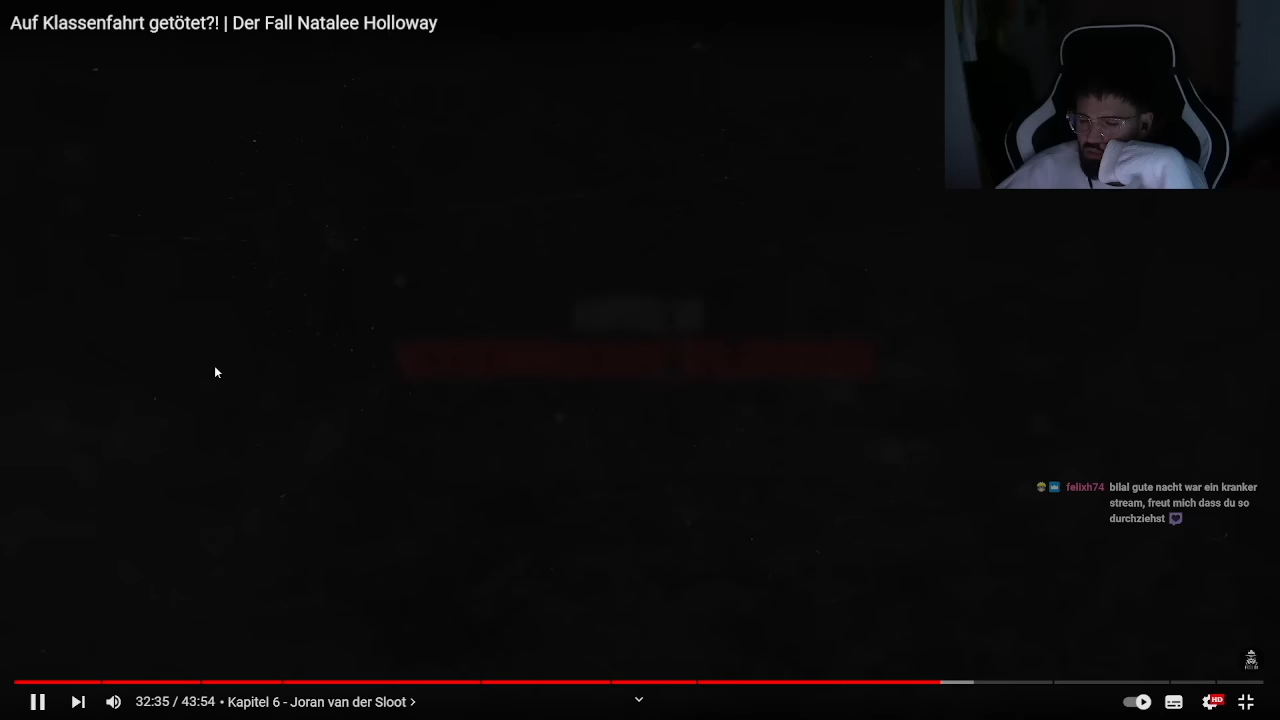 Auf Klassenfahrt getötet?! | Der Fall Natalee Holloway
felixh74 bilal gute nacht war ein kranker
stream, freut mich dass du so
durchziehst
32:35 / 43:54 • Kapitel 6 - Joran van der Sloot >
HD